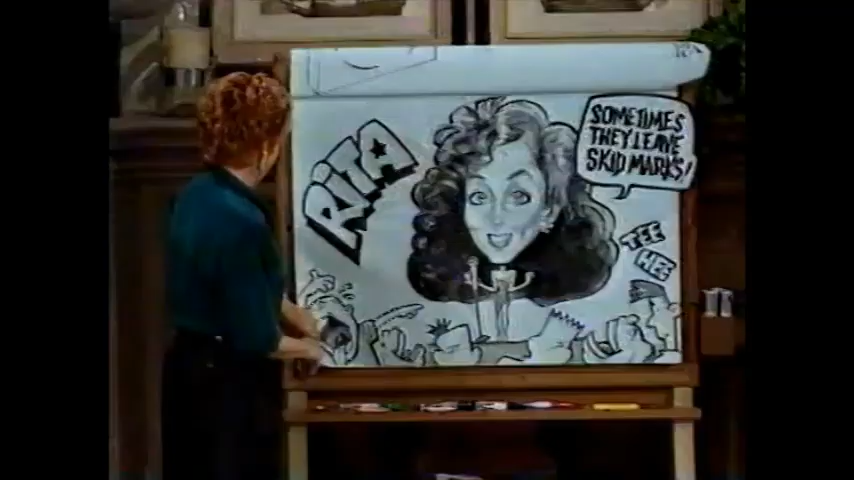 RITA
SOMETIMES
THEY LEAVE
SKID MARKS!
TEE
HEE